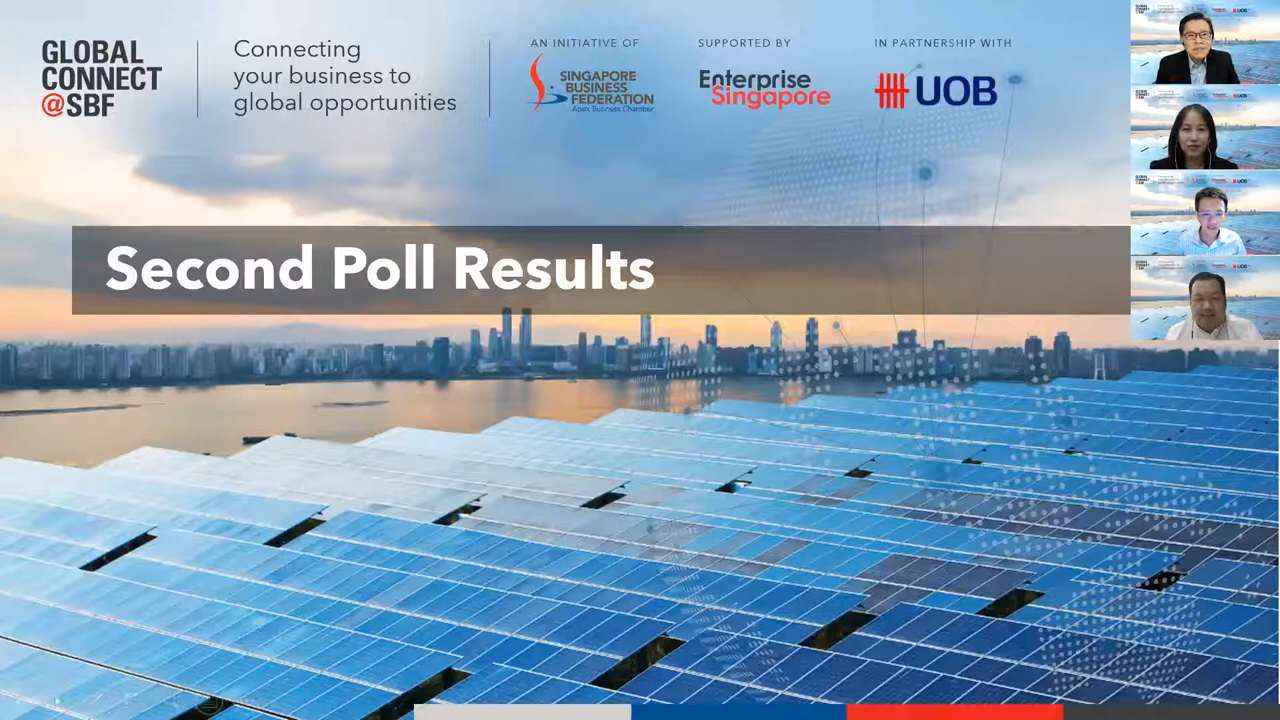 GLOBAL
CONNECT
@SBF
Connecting
your business to
global opportunities
AN INITIATIVE OF
SINGAPORE
BUSINESS
FEDERATION
Apex Business Chamber
SUPPORTED BY
Enterprise
Singapore
IN PARTNERSHIP WITH
UOB
Second Poll Results